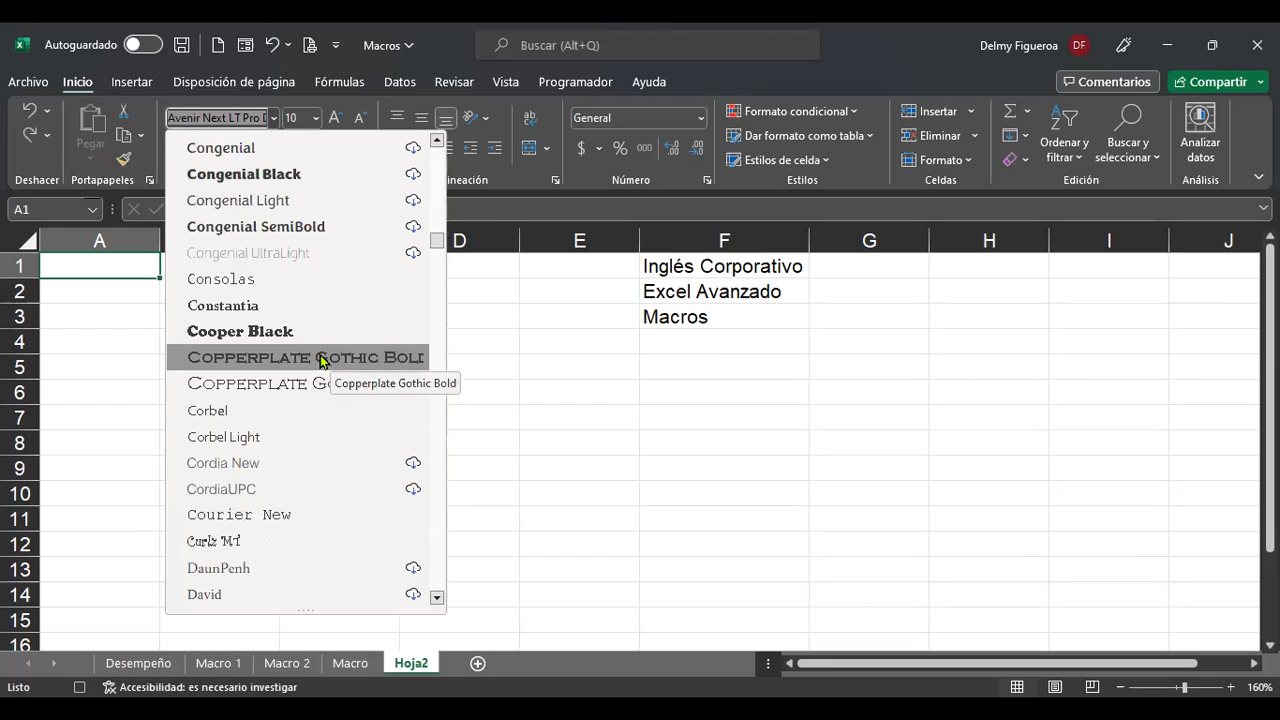 Autoguardado
Macros
Buscar (Alt+Q)
Delmy Figueroa
DF
Archivo
Inicio
Insertar
Disposición de página
Fórmulas
Datos
Revisar
Vista
Programador
Ayuda
Comentarios
Compartir
Pegar
Deshacer
Portapapeles
Avenir Next LT Pro D
10
ab
General
$ % 000
Número
Formato condicional
Dar formato como tabla
Estilos de celda
Estilos
Insertar
Eliminar
Formato
Celdas
Ordenar y filtrar
Buscar y seleccionar
Edición
Analizar datos
Análisis
lineación
A1
Congenial
Congenial Black
Congenial Light
Congenial SemiBold
Congenial UltraLight
Consolas
Constantia
Cooper Black
Copperplate Gothic Bold
Copperplate Go
Copperplate Gothic Bold
Corbel
Corbel Light
Cordia New
CordiaUPC
Courier New
Curlz MT
DaunPenh
David
A D E F G H I J
1 Inglés Corporativo
2 Excel Avanzado
3 Macros
4
5
6
7
8
9
10
11
12
13
14
15
16
Desempeño
Macro 1
Macro 2
Macro
Hoja2
Listo
Accesibilidad: es necesario investigar
160%